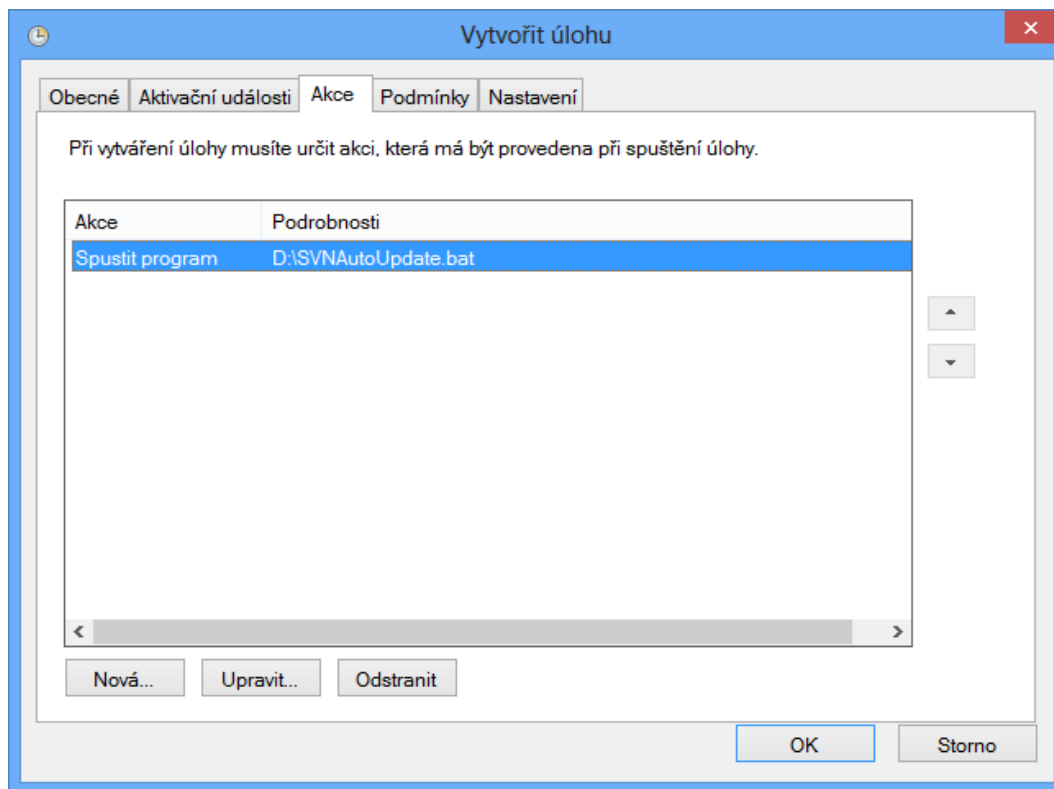 Vytvořit úlohu
Obecné Aktivační události Akce Podmínky Nastavení
Při vytváření úlohy musíte určit akci, která má být provedena při spuštění úlohy.
Akce Podrobnosti
Spustit program D:\SVNAutoUpdate.bat
Nová... Upravit... Odstranit
OK Storno